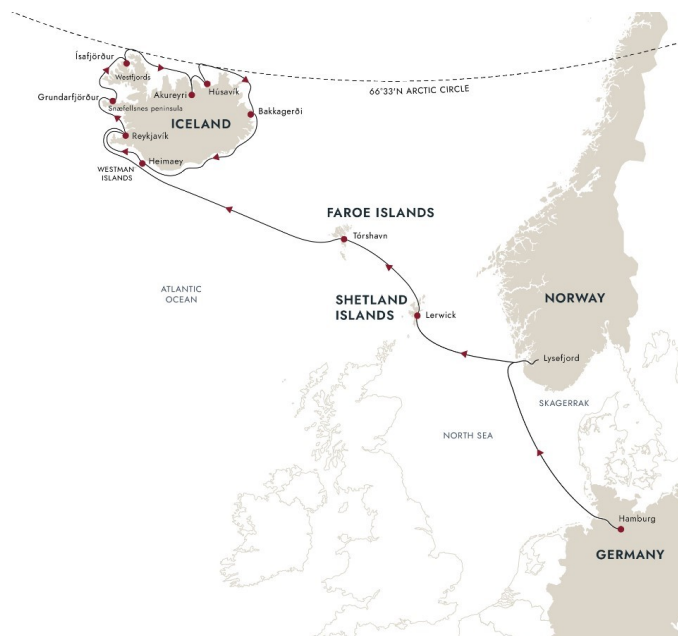 Ísafjörður
Westfjords
66°33'N ARCTIC CIRCLE
Húsavík
Akureyri
Grundarfjörður
Snæfellsnes peninsula
Bakkagerði
ICELAND
Reykjavík
Heimaey
WESTMAN
ISLANDS
FAROE ISLANDS
Tórshavn
ATLANTIC
OCEAN
SHETLAND
ISLANDS
Lerwick
NORWAY
Lysefjord
SKAGERRAK
NORTH SEA
Hamburg
GERMANY